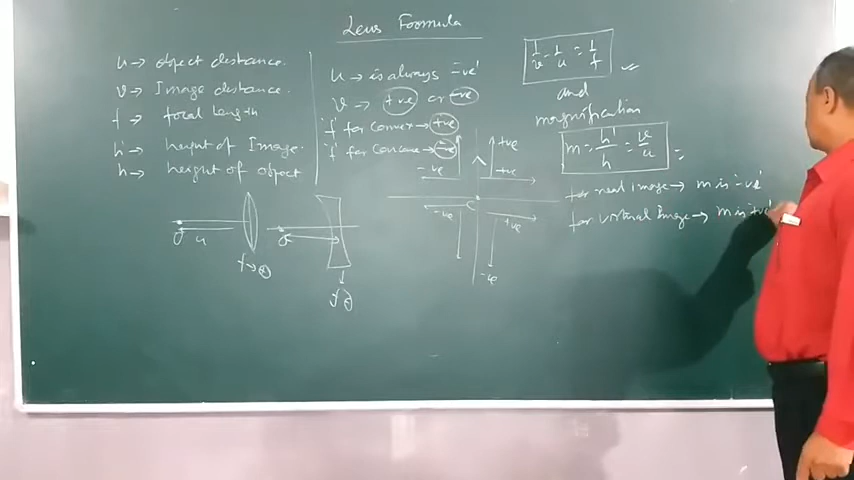 Lens Formula
u → object distance.
v → Image distance.
f → focal length
h' → height of Image.
h → height of object
u → is always -ve'
v → +ve or -ve
'f' for convex → +ve
'f' for concave → -ve
1/v - 1/u = 1/f
and
magnification
m = h'/h = v/u
for real image → m is '-ve'
for virtual image → m is '+ve'
+ve
-ve
+ve
-ve
+ve
-ve
C
O
u
f → +
O
f -